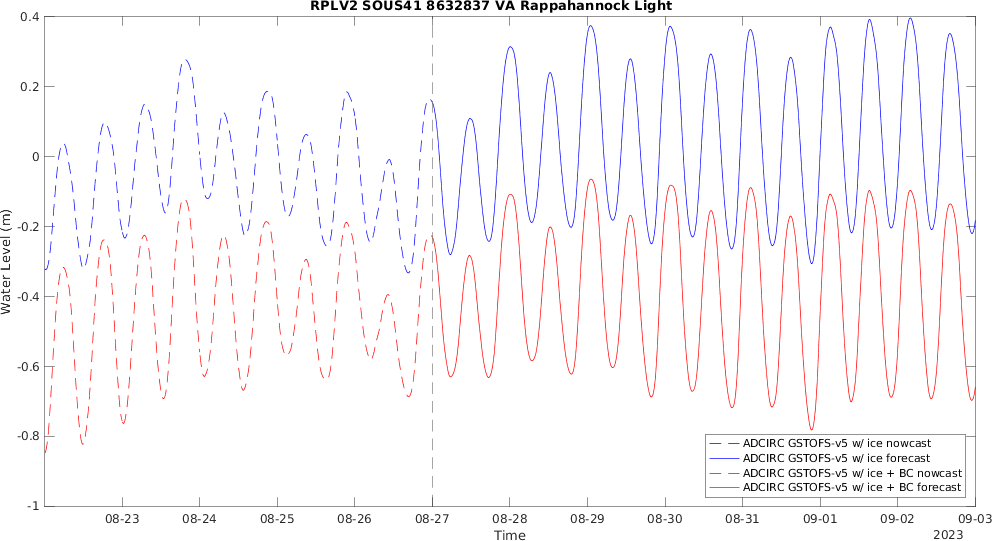 RPLV2 SOUS41 8632837 VA Rappahannock Light
0.4
0.2
0
-0.2
-0.4
-0.6
-0.8
-1
Water Level (m)
ADCIRC GSTOFS-v5 w/ ice nowcast
ADCIRC GSTOFS-v5 w/ ice forecast
ADCIRC GSTOFS-v5 w/ ice + BC nowcast
ADCIRC GSTOFS-v5 w/ ice + BC forecast
08-23 08-24 08-25 08-26 08-27 08-28 08-29 08-30 08-31 09-01 09-02 09-03
Time
2023